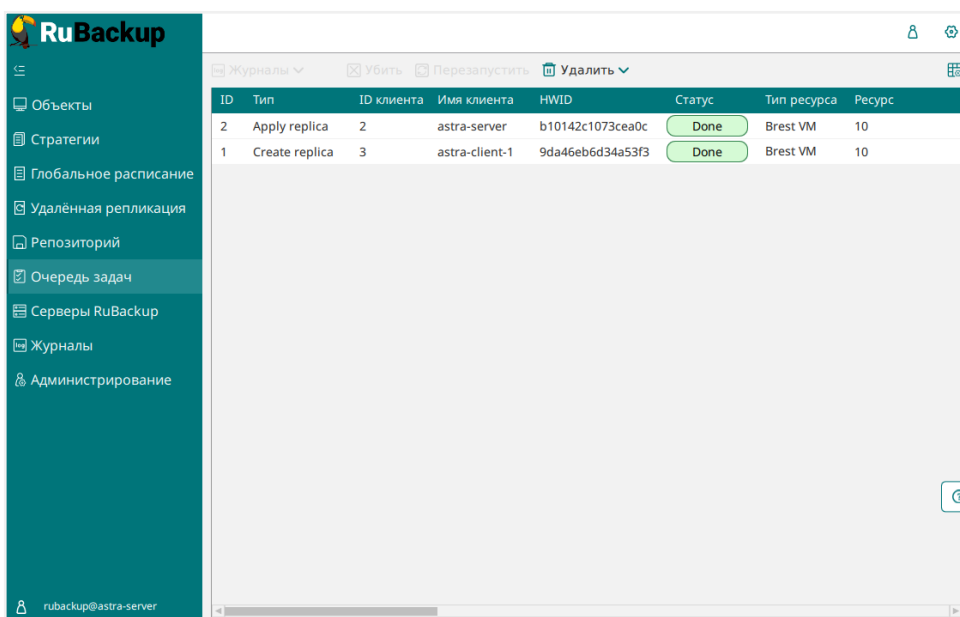 RuBackup
Журналы Убить Перезапустить Удалить
Объекты
Стратегии
Глобальное расписание
Удалённая репликация
Репозиторий
Очередь задач
Серверы RuBackup
Журналы
Администрирование
rubackup@astra-server
ID Тип ID клиента Имя клиента HWID Статус Тип ресурса Ресурс
2 Apply replica 2 astra-server b10142c1073cea0c Done Brest VM 10
1 Create replica 3 astra-client-1 9da46eb6d34a53f3 Done Brest VM 10